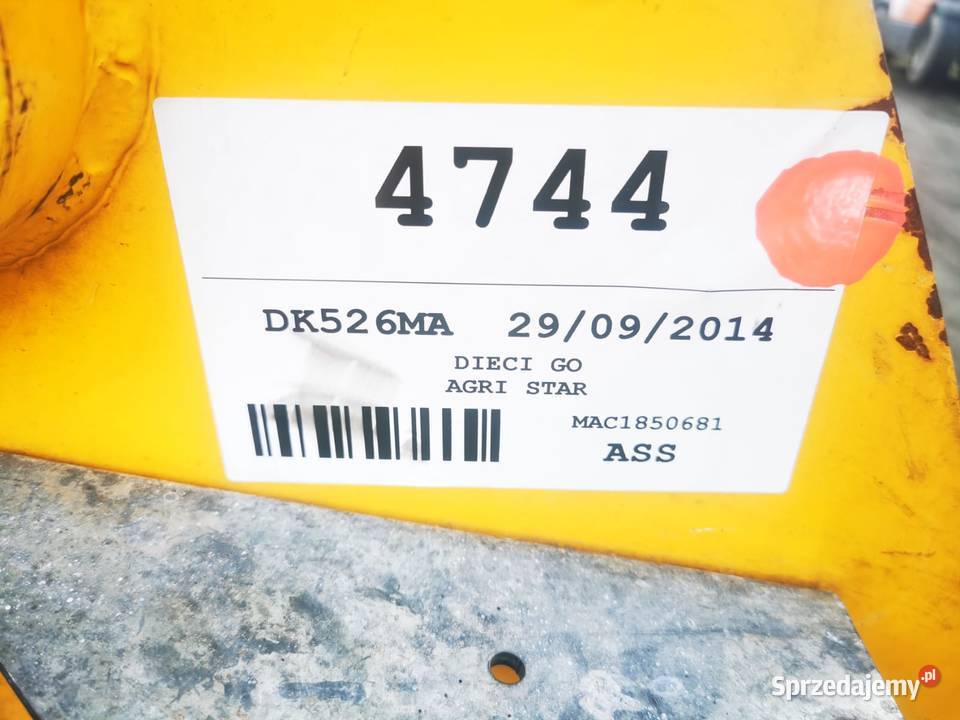 4744
DK526MA 29/09/2014
DIECI GO
AGRI STAR
MAC1850681
ASS
Sprzedajemy.pl